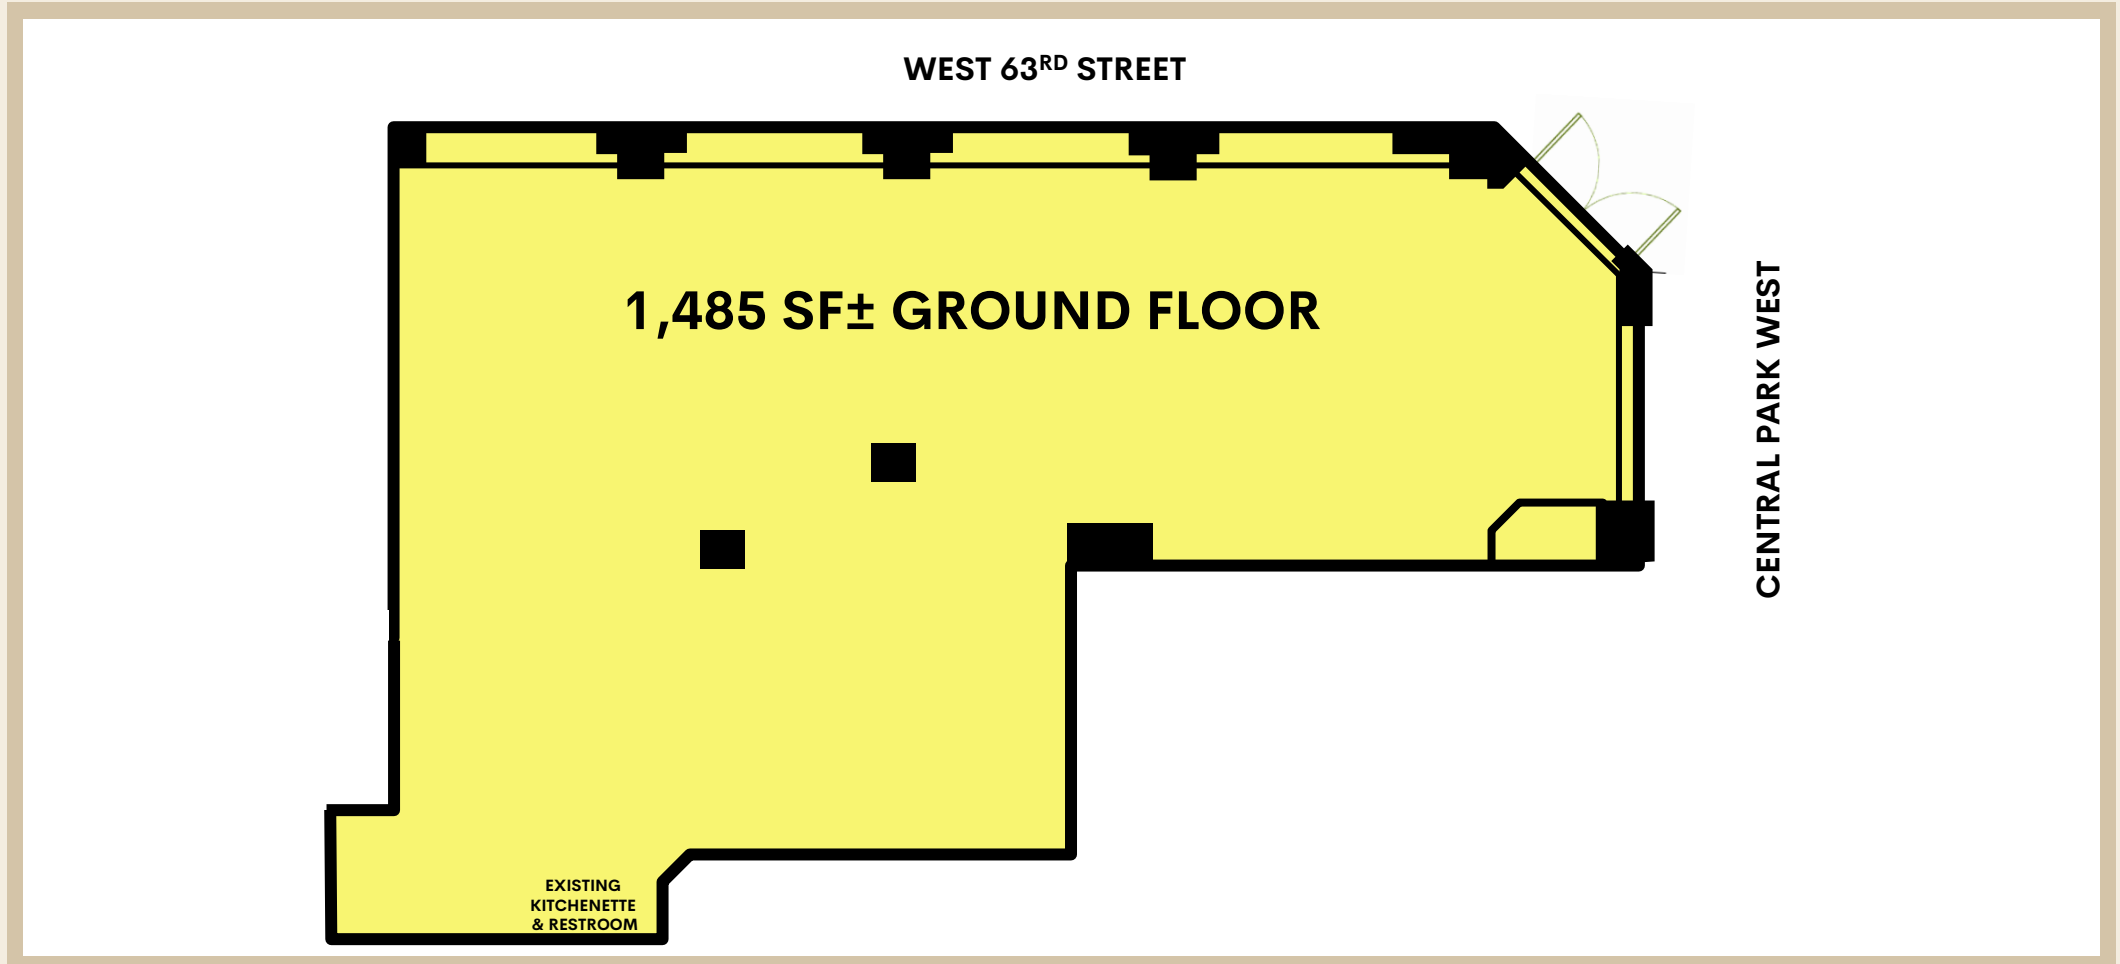 WEST 63RD STREET
1,485 SF± GROUND FLOOR
CENTRAL PARK WEST
EXISTING
KITCHENETTE
& RESTROOM